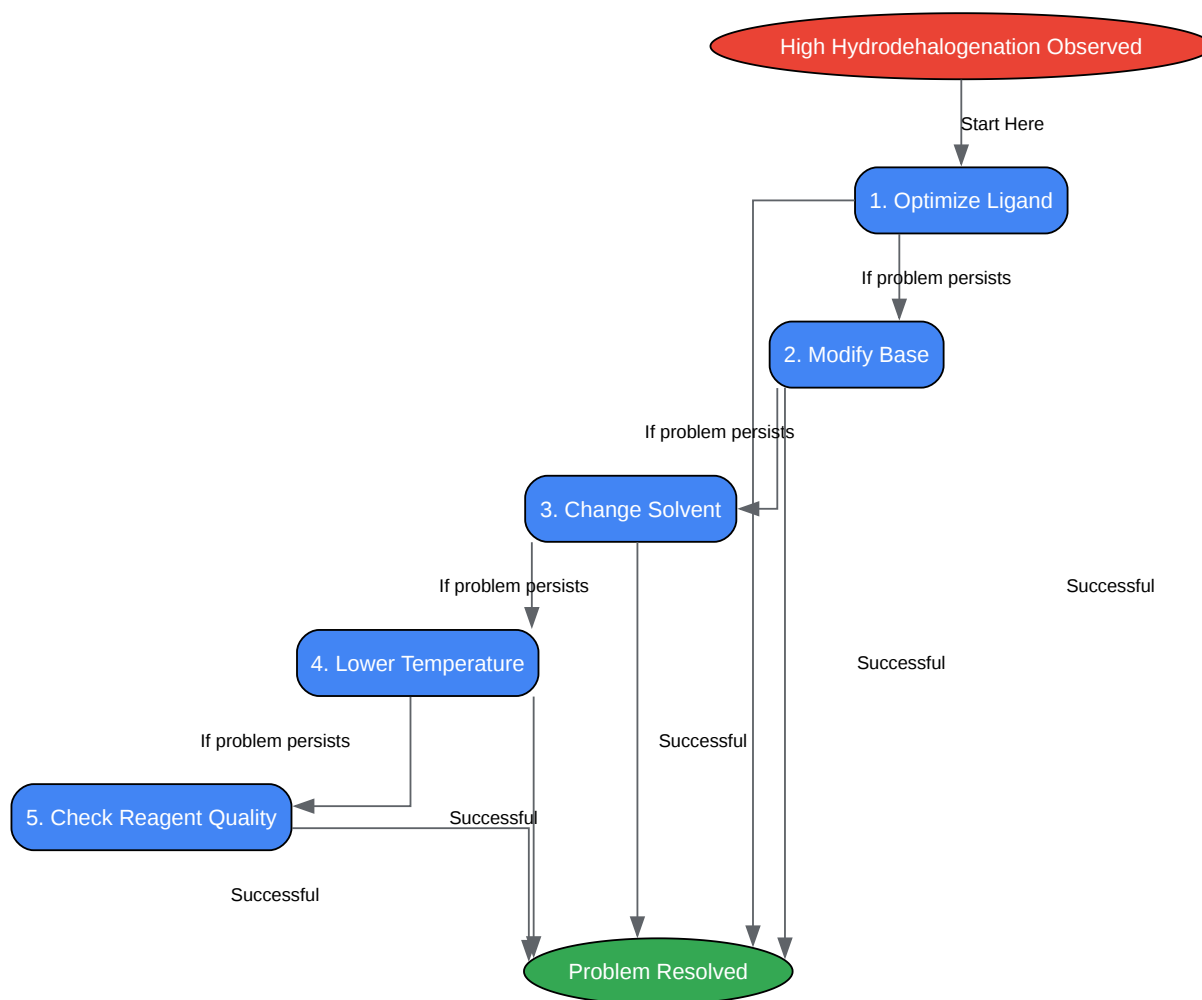 High Hydrodehalogenation Observed
Start Here
1. Optimize Ligand
If problem persists
2. Modify Base
If problem persists
3. Change Solvent
If problem persists
Successful
4. Lower Temperature
Successful
If problem persists
Successful
5. Check Reagent Quality
Successful
Successful
Problem Resolved